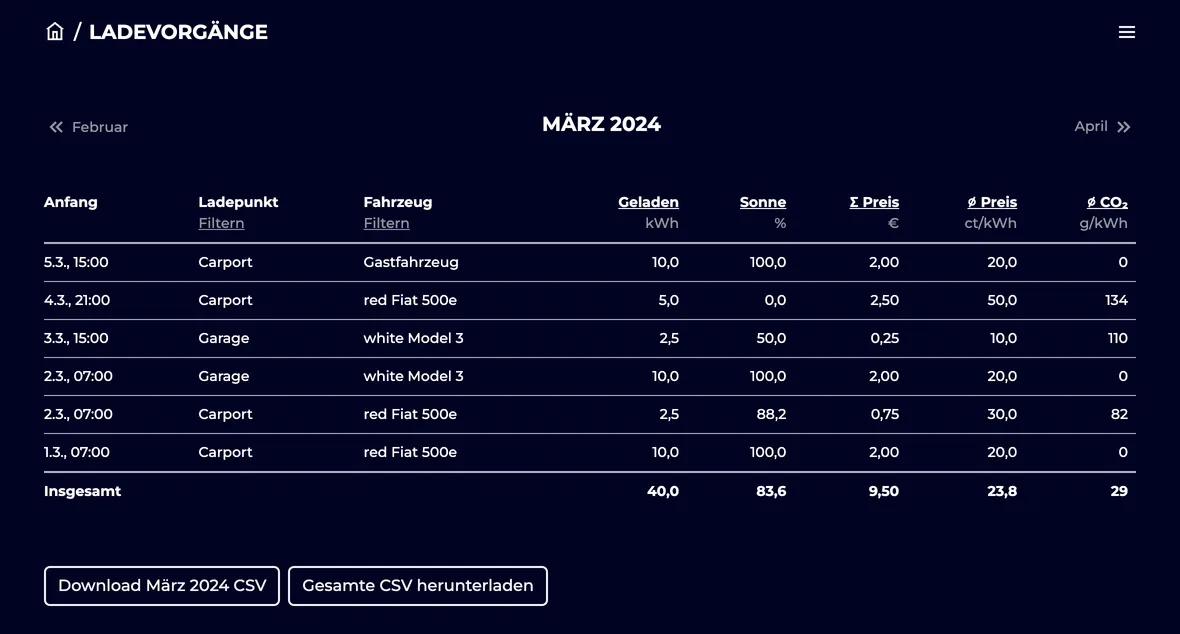 / LADEVORGÄNGE
Februar MÄRZ 2024 April
Anfang Ladepunkt Fahrzeug Geladen Sonne Σ Preis ø Preis ø CO₂
Filtern Filtern kWh % € ct/kWh g/kWh
5.3., 15:00 Carport Gastfahrzeug 10,0 100,0 2,00 20,0 0
4.3., 21:00 Carport red Fiat 500e 5,0 0,0 2,50 50,0 134
3.3., 15:00 Garage white Model 3 2,5 50,0 0,25 10,0 110
2.3., 07:00 Garage white Model 3 10,0 100,0 2,00 20,0 0
2.3., 07:00 Carport red Fiat 500e 2,5 88,2 0,75 30,0 82
1.3., 07:00 Carport red Fiat 500e 10,0 100,0 2,00 20,0 0
Insgesamt 40,0 83,6 9,50 23,8 29
Download März 2024 CSV Gesamte CSV herunterladen